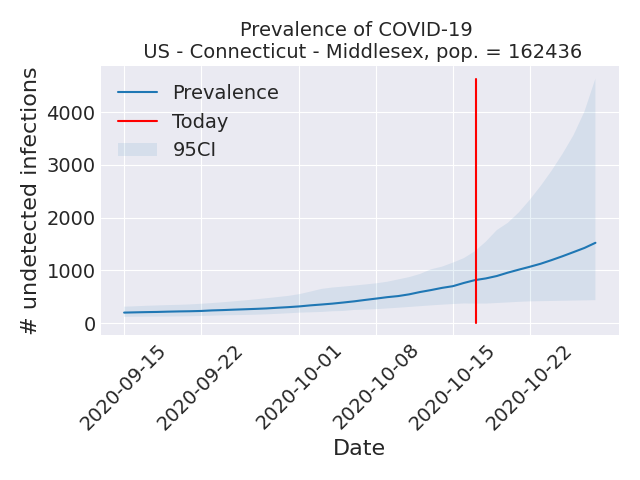 Prevalence of COVID-19
US - Connecticut - Middlesex, pop. = 162436
# undetected infections
4000
3000
2000
1000
0
Prevalence
Today
95CI
2020-09-15
2020-09-22
2020-10-01
2020-10-08
2020-10-15
2020-10-22
Date